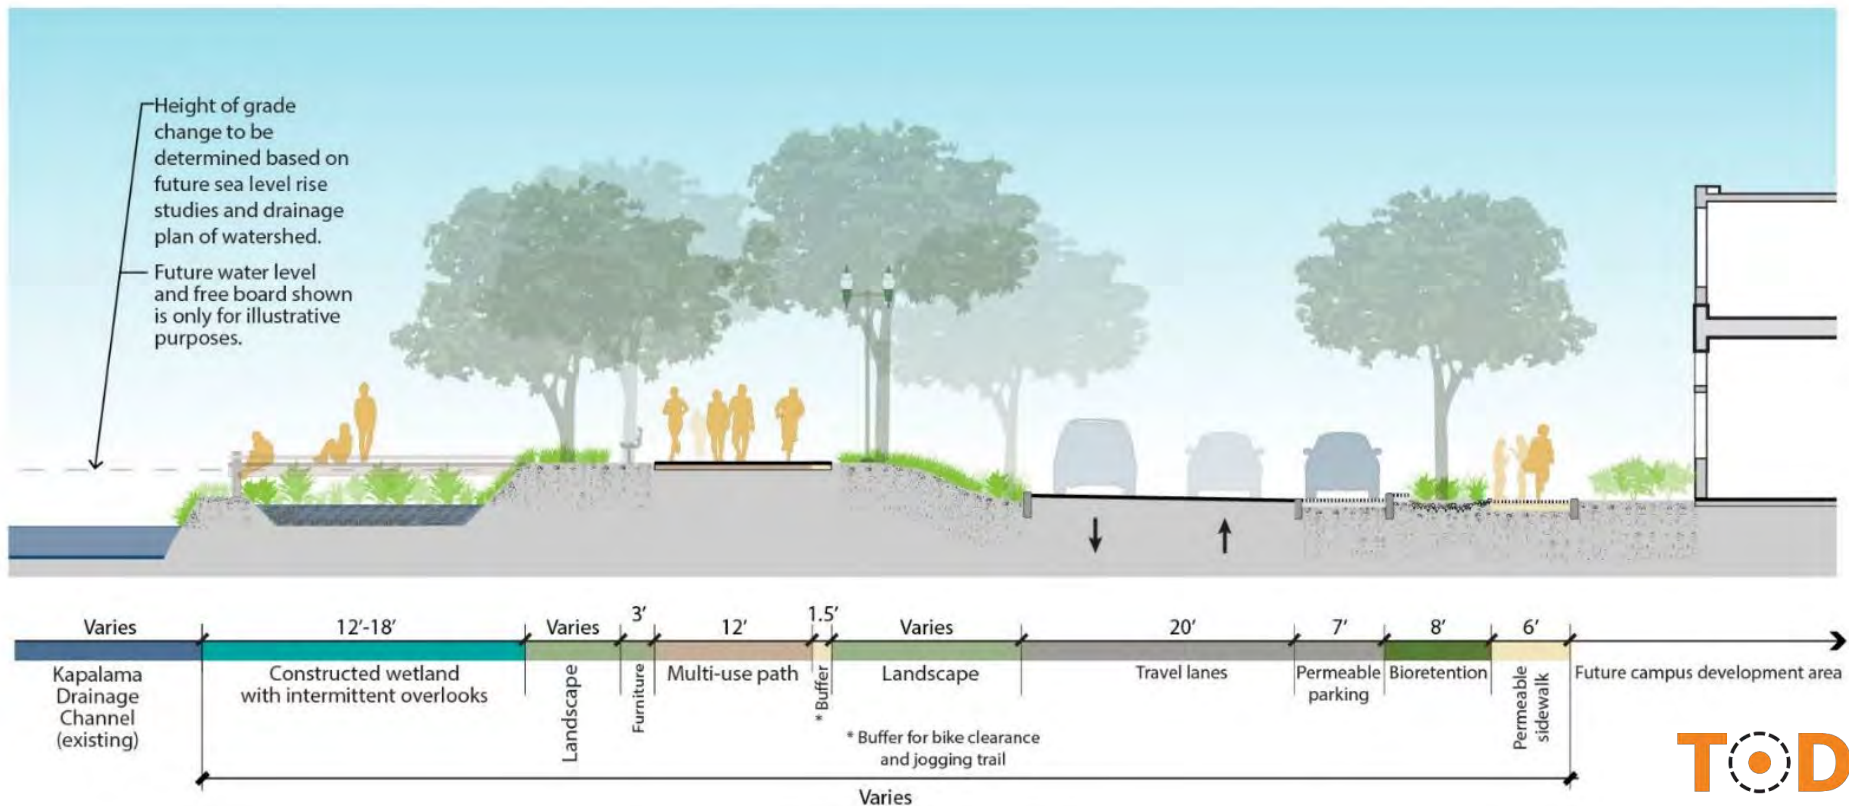 Height of grade
change to be
determined based on
future sea level rise
studies and drainage
plan of watershed.
Future water level
and free board shown
is only for illustrative
purposes.
Varies
12’-18’
Varies
3’
12’
1.5’
Varies
20’
7’
8’
6’
Kapalama
Drainage
Channel
(existing)
Constructed wetland
with intermittent overlooks
Landscape
Furniture
Multi-use path
* Buffer
Landscape
Travel lanes
Permeable
parking
Bioretention
Permeable
sidewalk
Future campus development area
* Buffer for bike clearance
and jogging trail
Varies
TOD